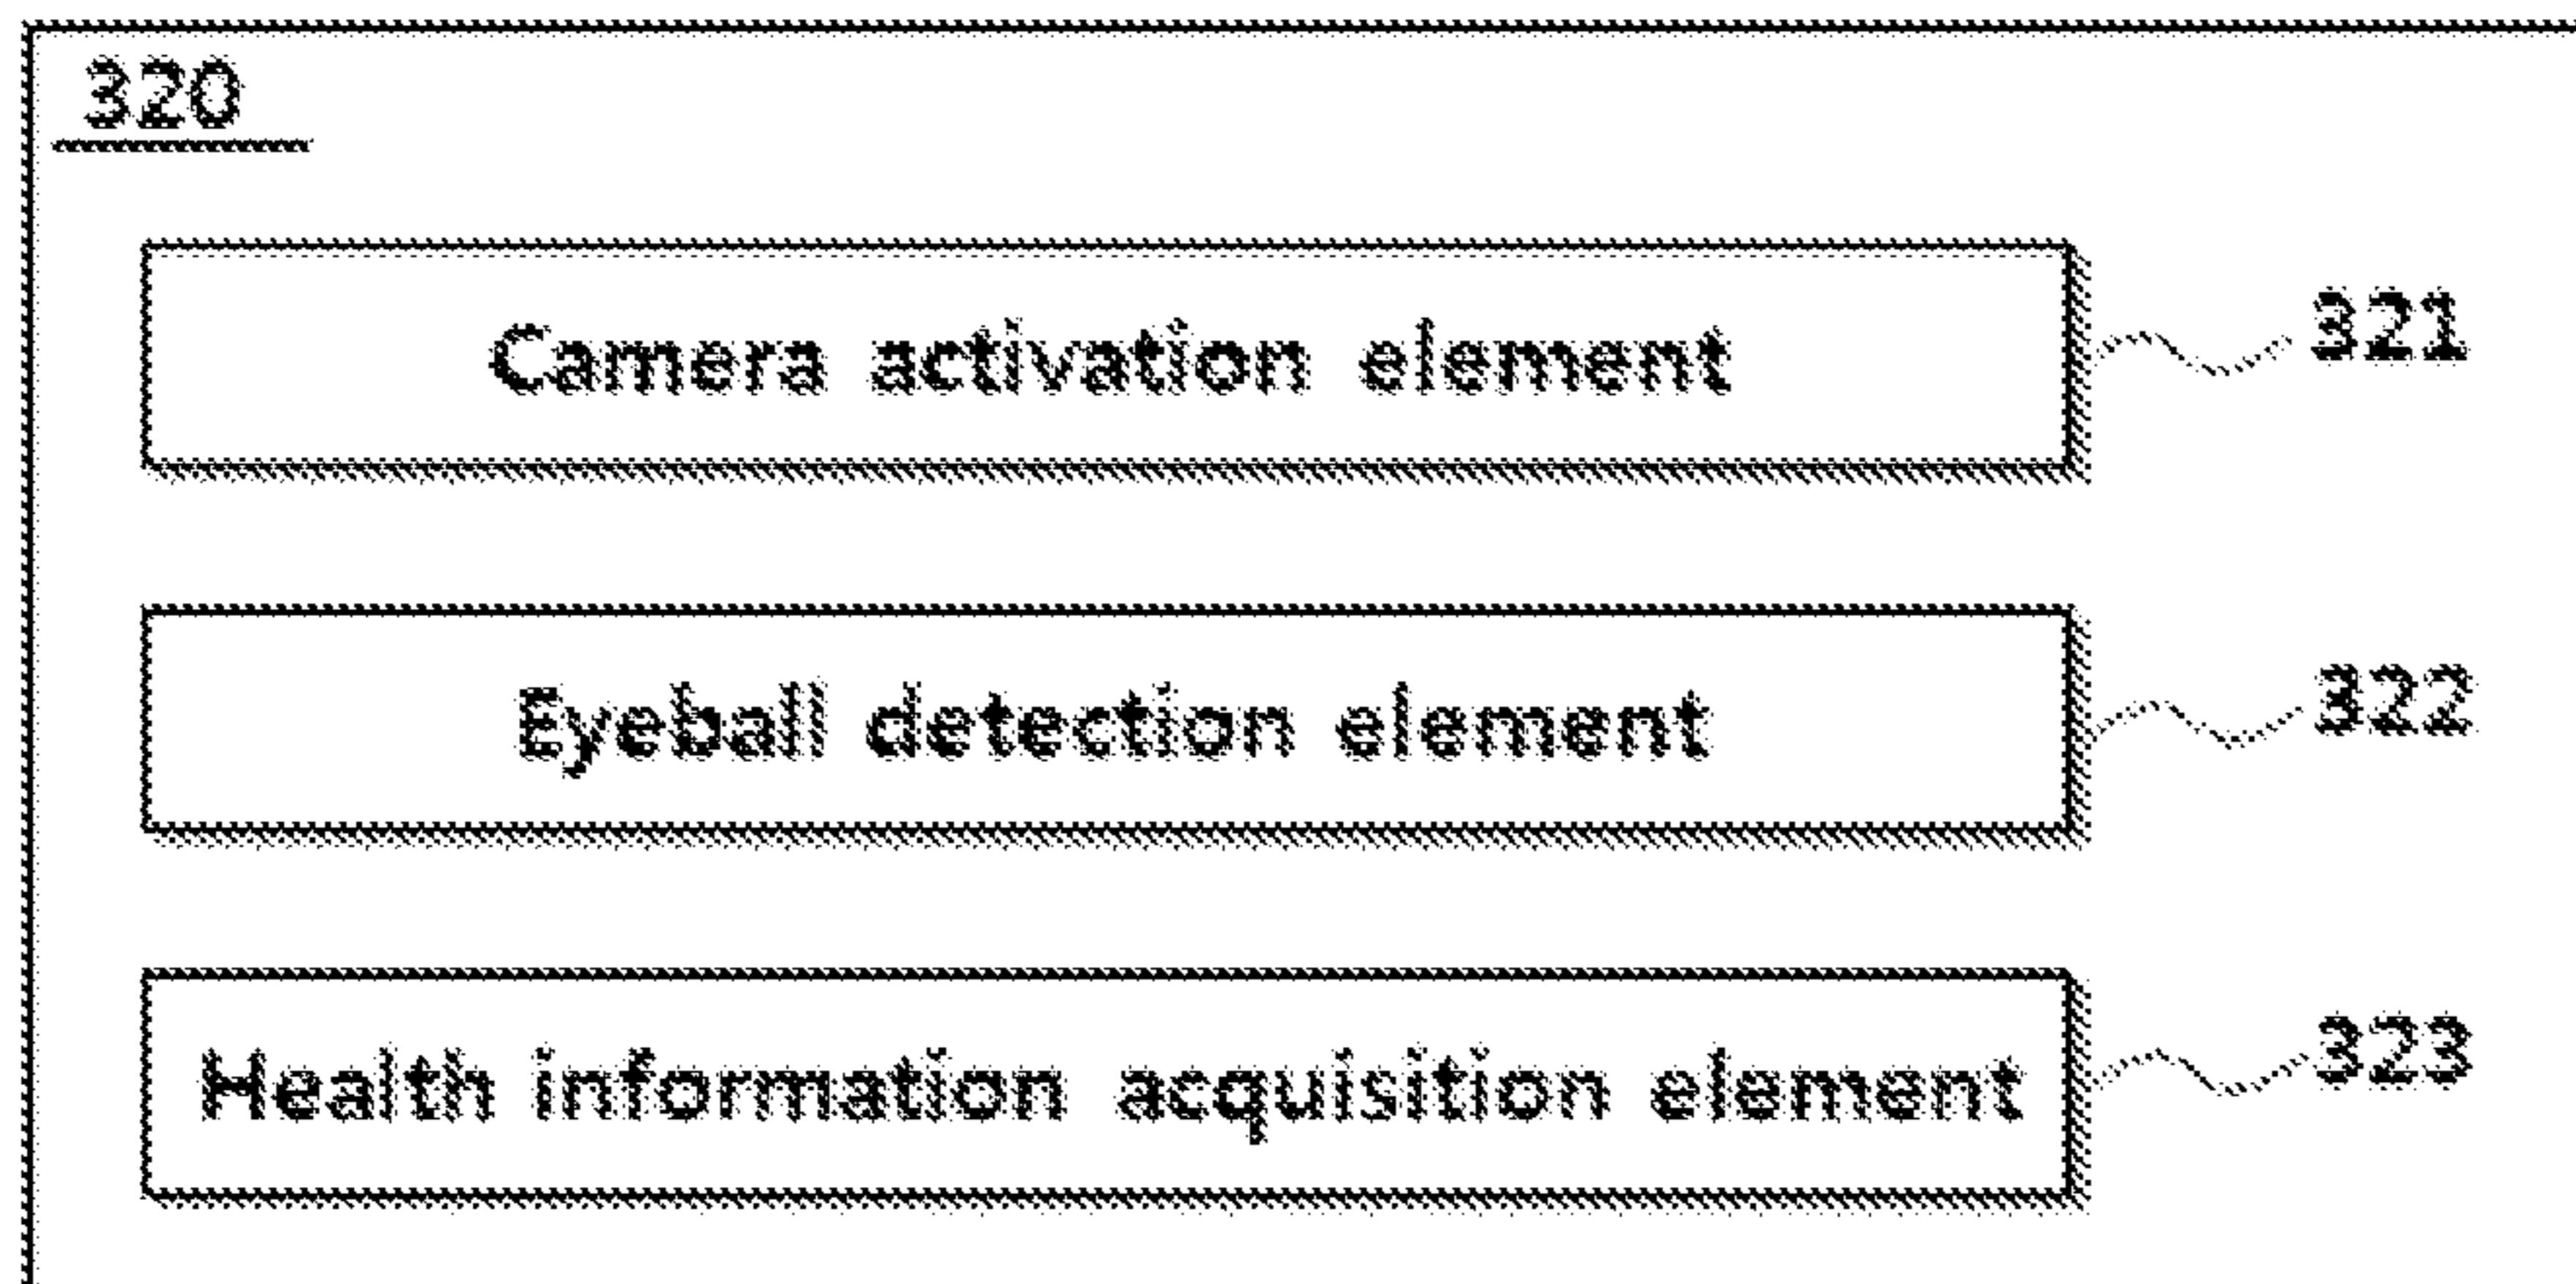 320
Camera activation element
321
Eyeball detection element
322
Health information acquisition element
323